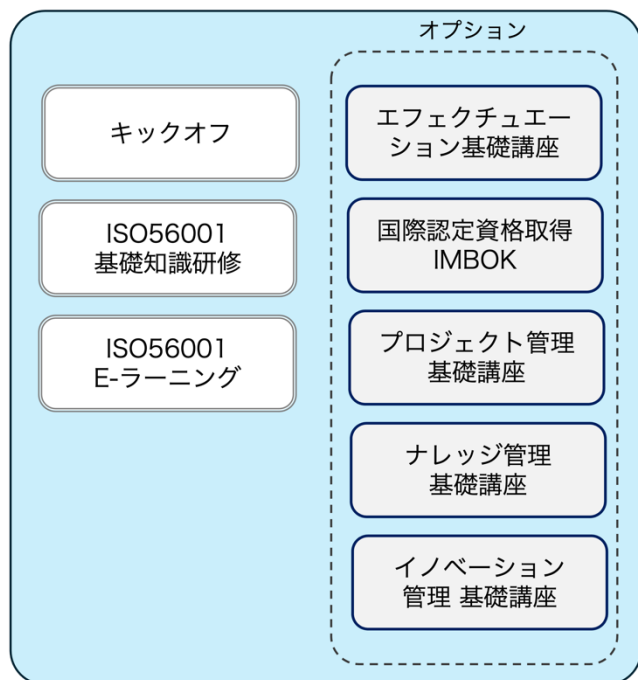 オプション
キックオフ
ISO56001
基礎知識研修
ISO56001
E-ラーニング
エフェクチュエー
ション基礎講座
国際認定資格取得
IMBOK
プロジェクト管理
基礎講座
ナレッジ管理
基礎講座
イノベーション
管理 基礎講座